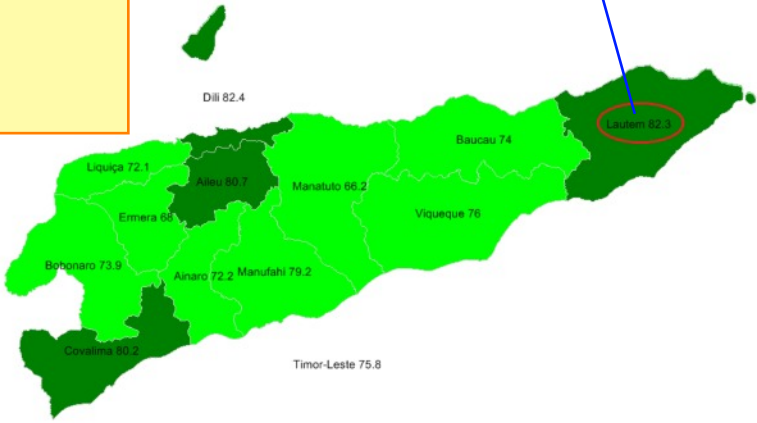 Dili 82.4
Lautem 82.3
Baucau 74
Liquiça 72.1
Aileu 80.7
Manatuto 66.2
Ermera 68
Viqueque 76
Bobonaro 73.9
Ainaro 72.2
Manufahi 79.2
Covalima 80.2
Timor-Leste 75.8